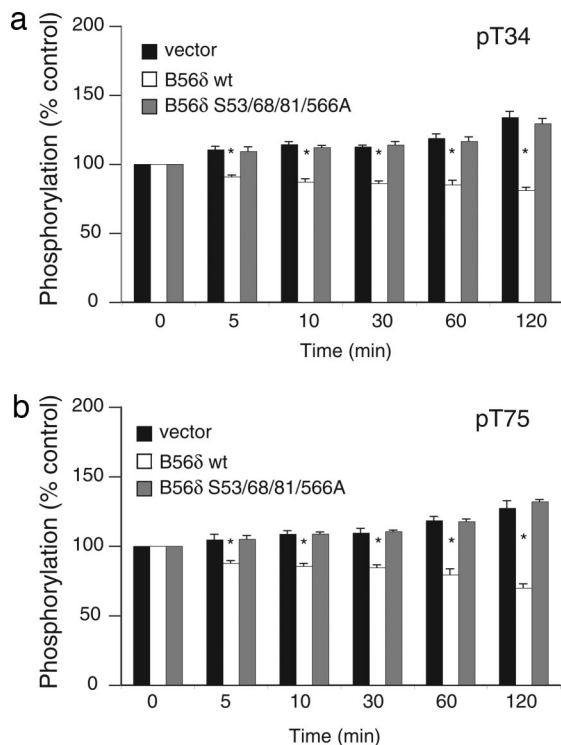 a
pT34
Phosphorylation (% control)
200
150
100
50
0
vector
B56δ wt
B56δ S53/68/81/566A
* * * * *
0 5 10 30 60 120
Time (min)
b
pT75
Phosphorylation (% control)
200
150
100
50
0
vector
B56δ wt
B56δ S53/68/81/566A
* * * * *
0 5 10 30 60 120
Time (min)